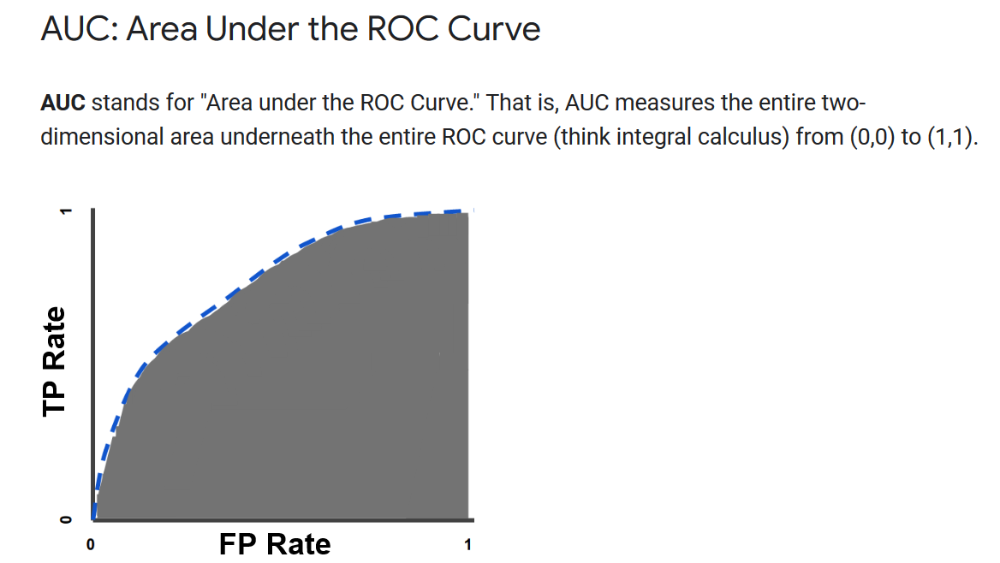 AUC: Area Under the ROC Curve
AUC stands for "Area under the ROC Curve." That is, AUC measures the entire two-
dimensional area underneath the entire ROC curve (think integral calculus) from (0,0) to (1,1).
1
TP Rate
0
0
FP Rate
1